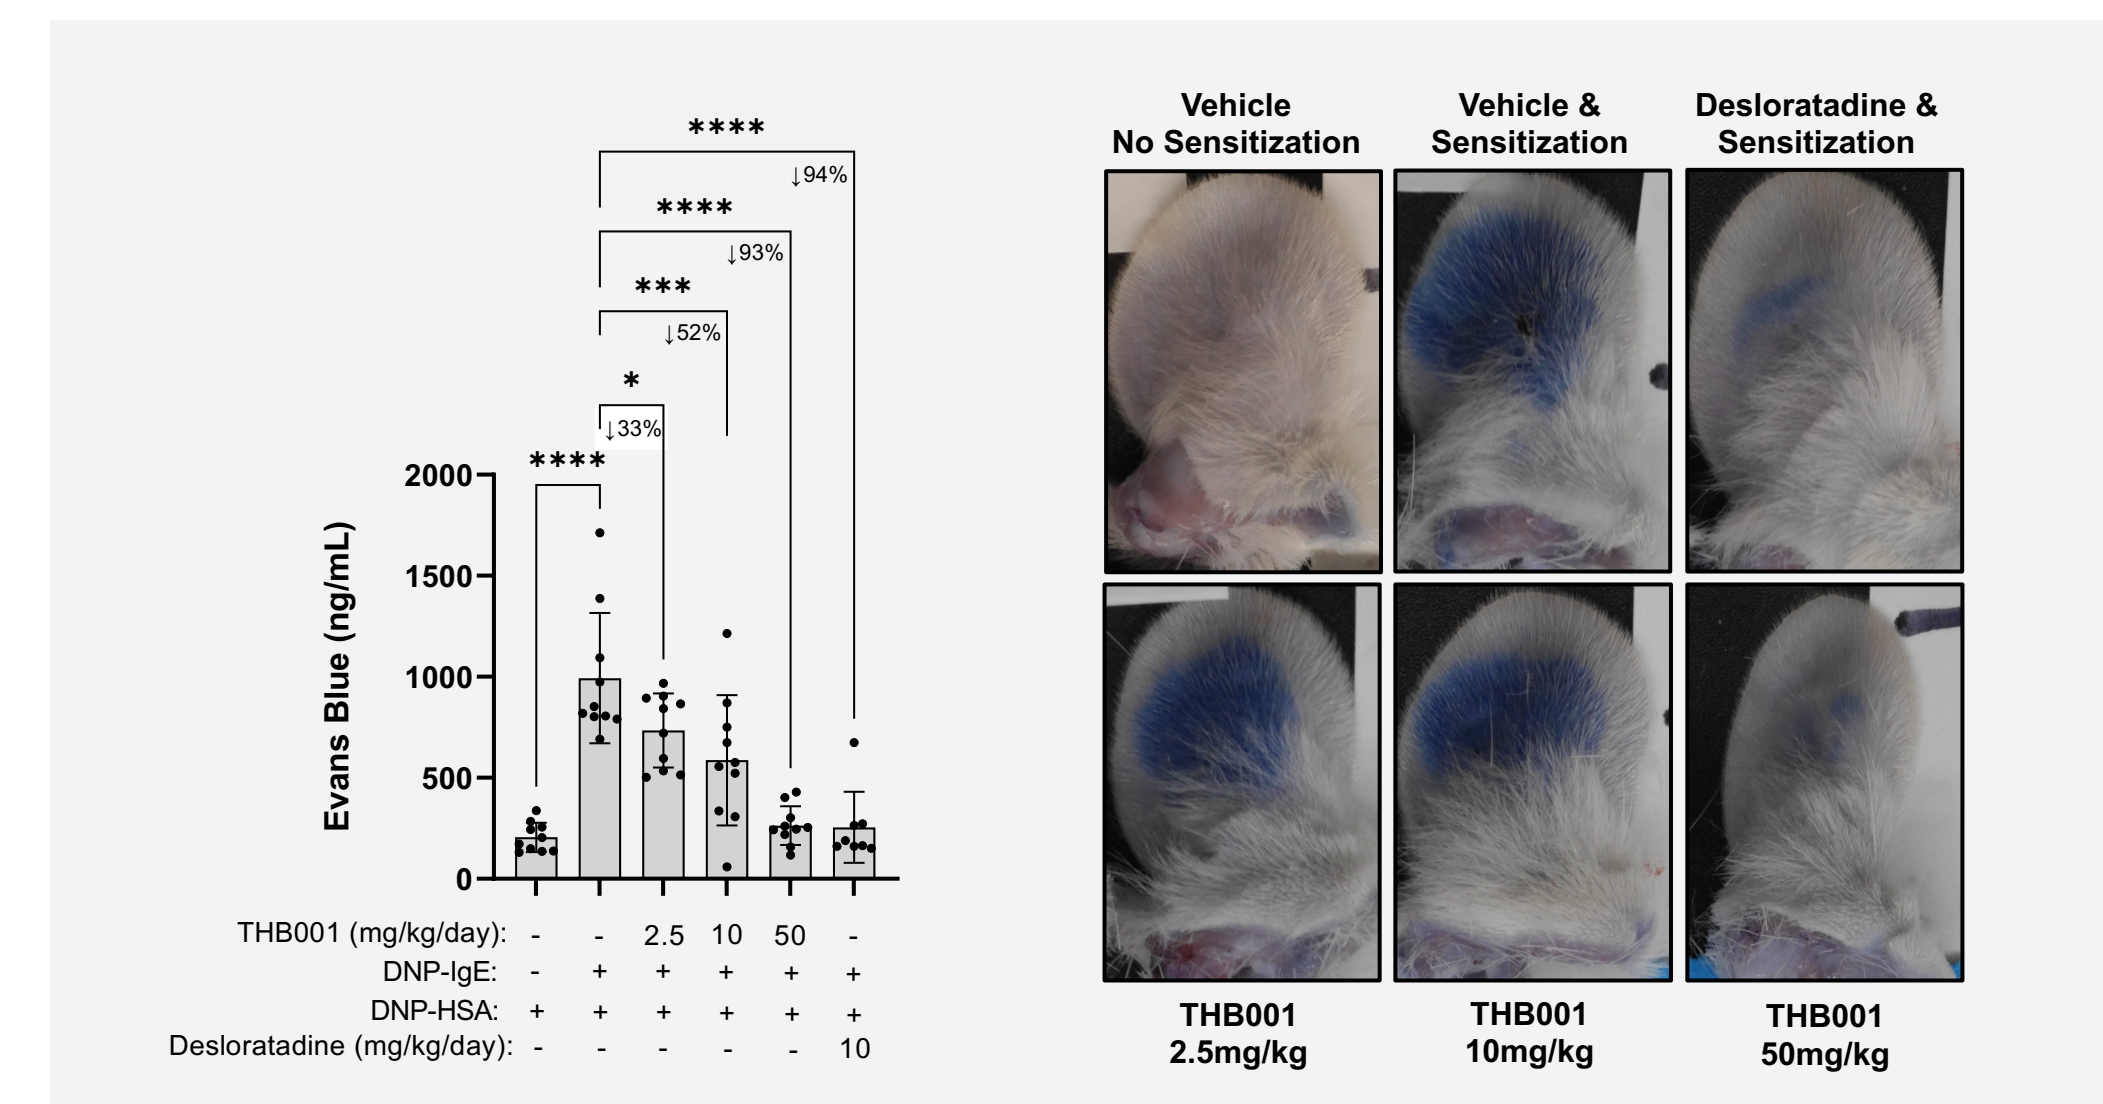 ****
↓94%
****
↓93%
***
↓52%
*
↓33%
****
2000
1500
1000
500
0
Evans Blue (ng/mL)
THB001 (mg/kg/day): - - 2.5 10 50 -
DNP-IgE: - + + + + +
DNP-HSA: + + + + + +
Desloratadine (mg/kg/day): - - - - - 10
Vehicle
No Sensitization
Vehicle &
Sensitization
Desloratadine &
Sensitization
THB001
2.5mg/kg
THB001
10mg/kg
THB001
50mg/kg